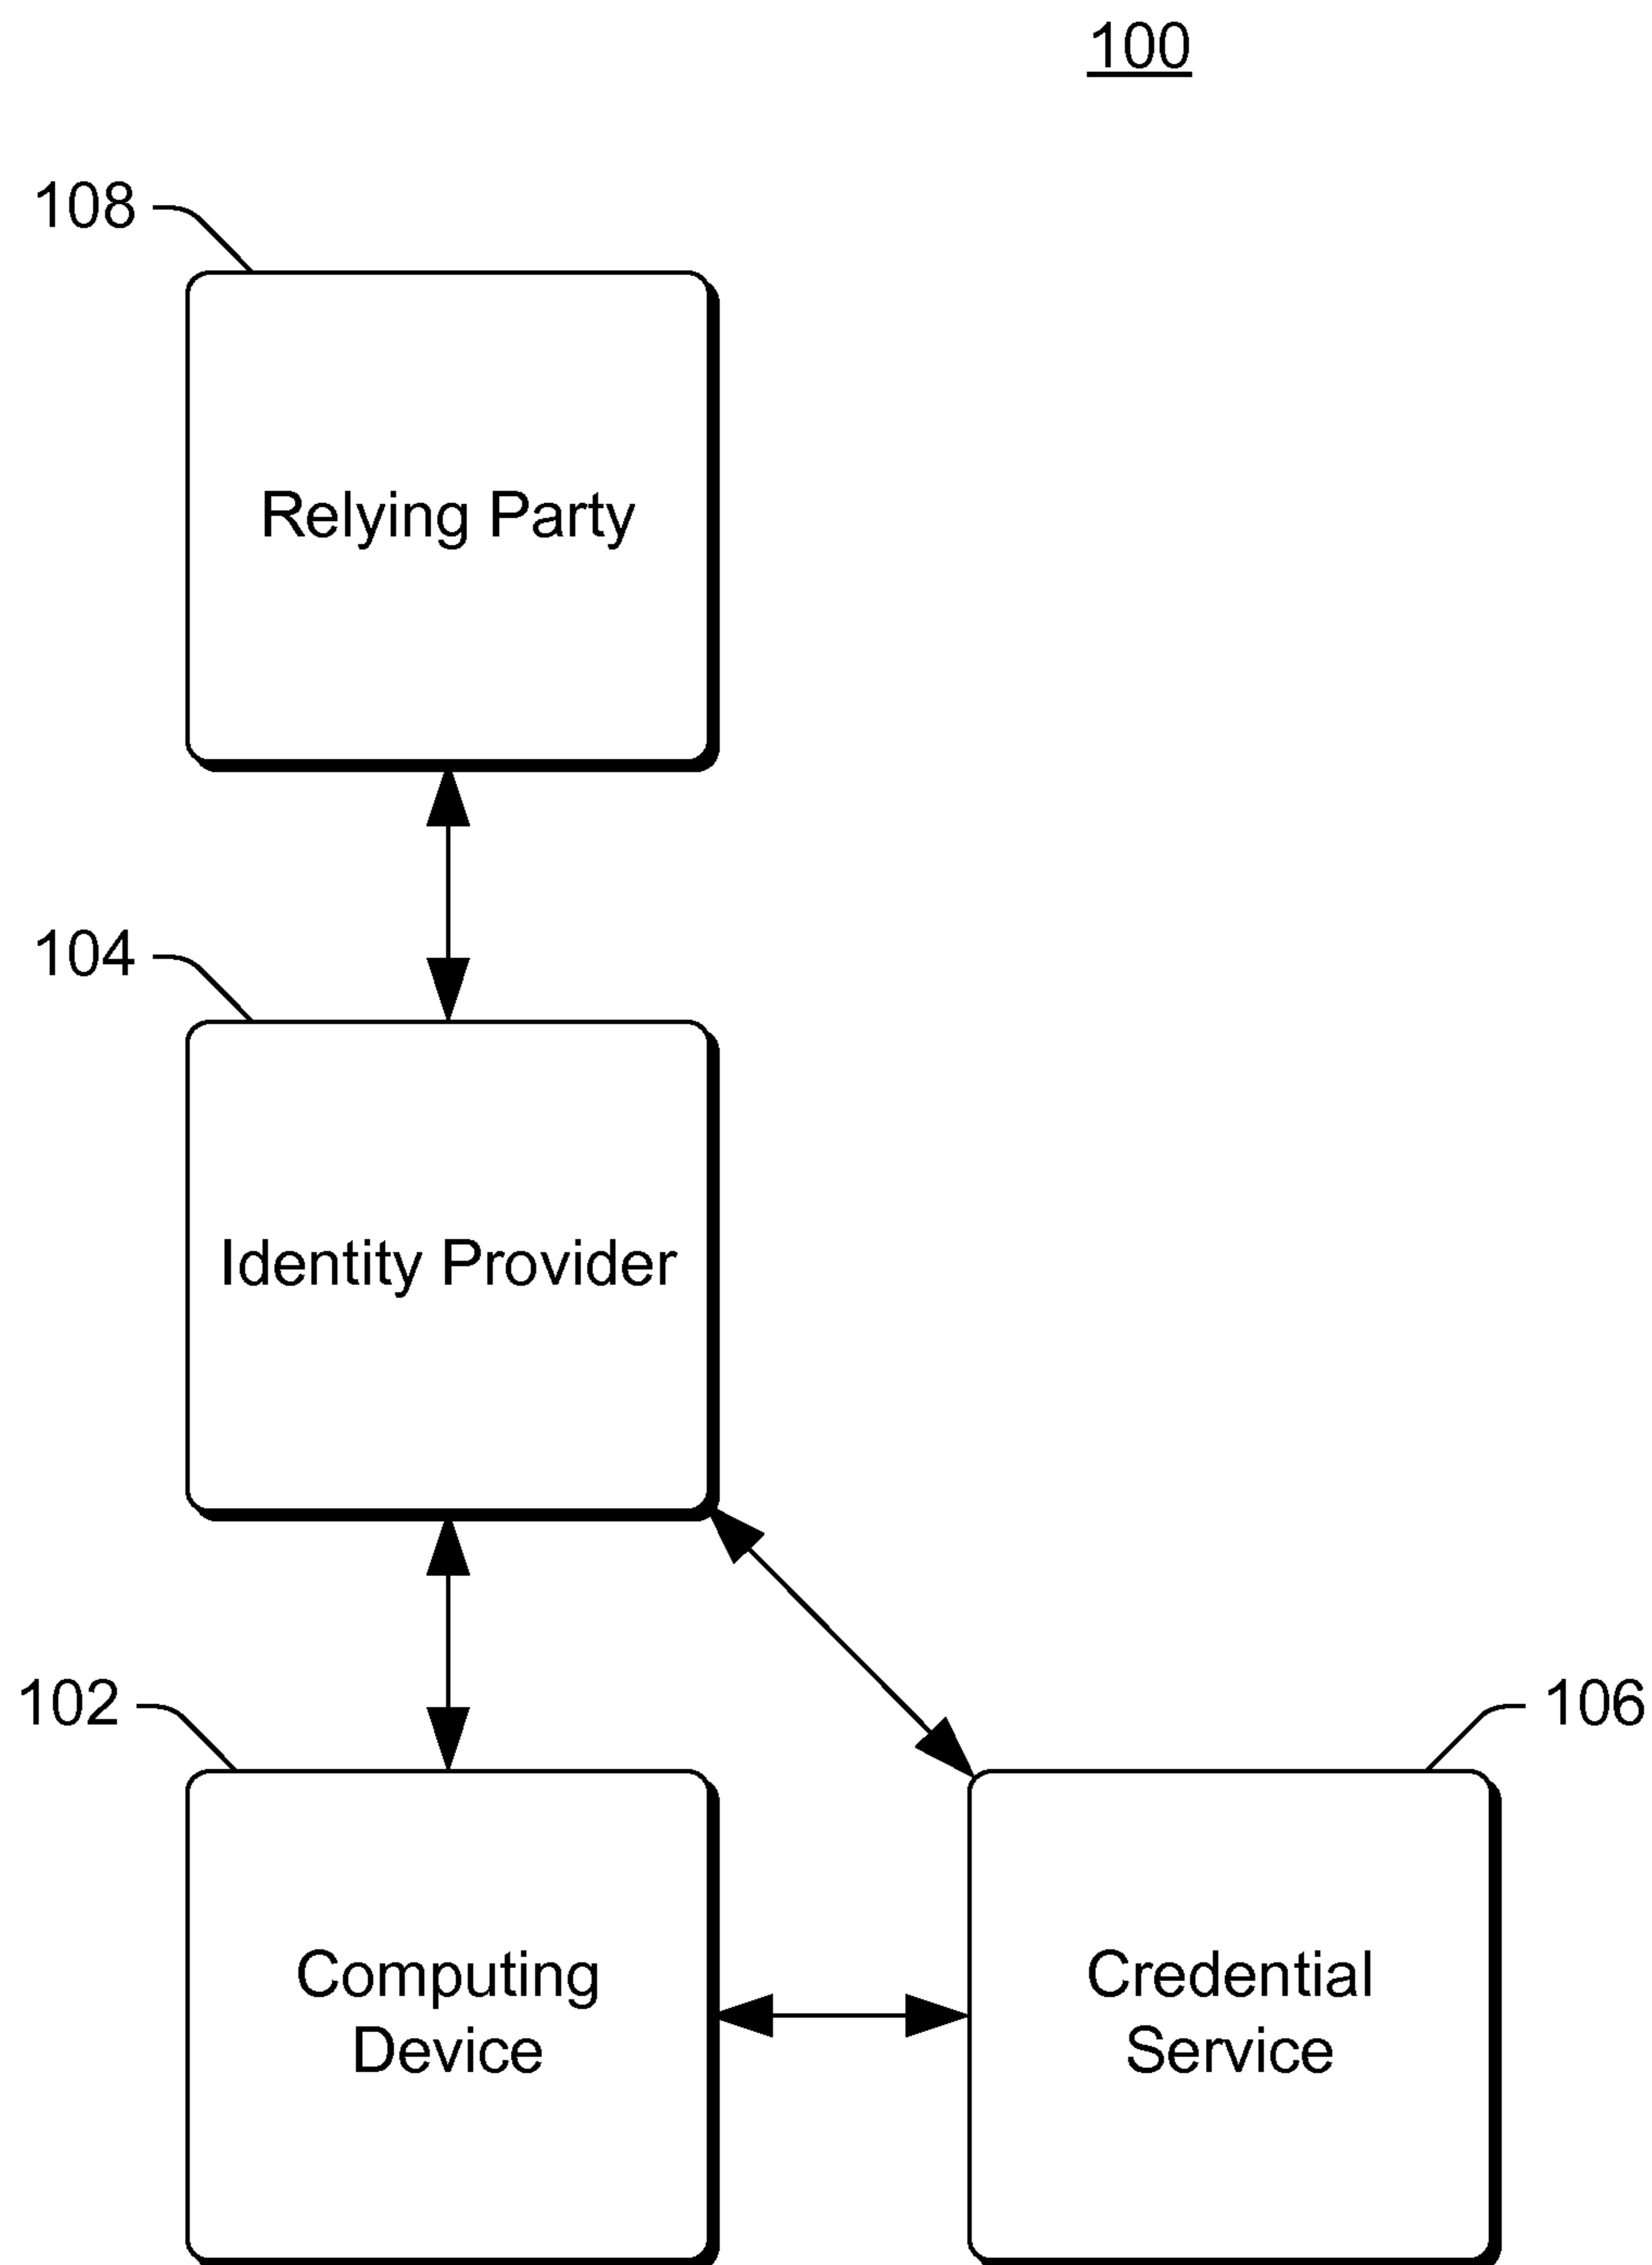 100
108
Relying Party
104
Identity Provider
102
106
Computing
Device
Credential
Service